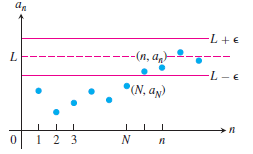 aₙ
L + ϵ
L
(n, aₙ)
L − ϵ
(N, a_N)
0 1 2 3 N n
n